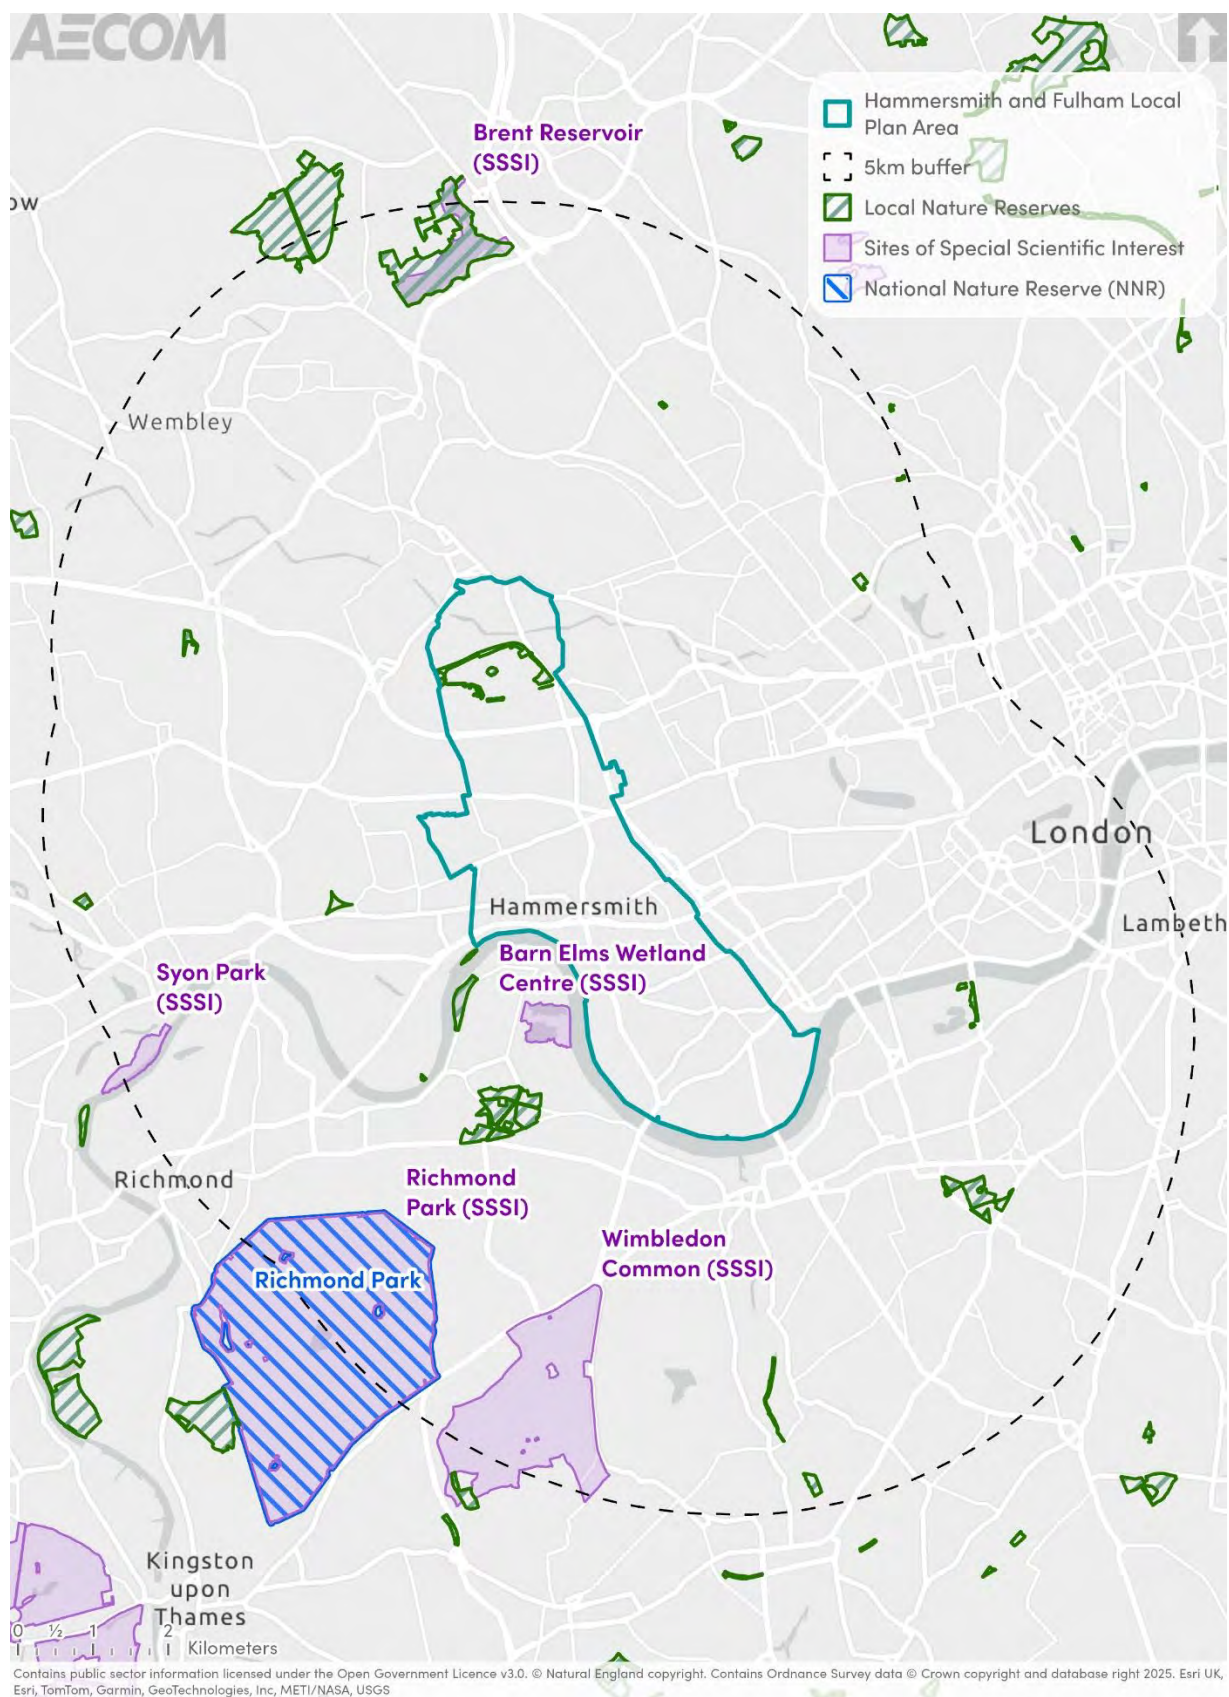 AECOM
Hammersmith and Fulham Local
Plan Area
5km buffer
Local Nature Reserves
Sites of Special Scientific Interest
National Nature Reserve (NNR)
Brent Reservoir
(SSSI)
ow
Wembley
London
Hammersmith
Lambeth
Barn Elms Wetland
Centre (SSSI)
Syon Park
(SSSI)
Richmond
Richmond
Park (SSSI)
Wimbledon
Common (SSSI)
Richmond Park
Kingston
upon
Thames
0 ½ 1 2
Kilometers
Contains public sector information licensed under the Open Government Licence v3.0. © Natural England copyright. Contains Ordnance Survey data © Crown copyright and database right 2025. Esri UK,
Esri, TomTom, Garmin, GeoTechnologies, Inc, METI/NASA, USGS